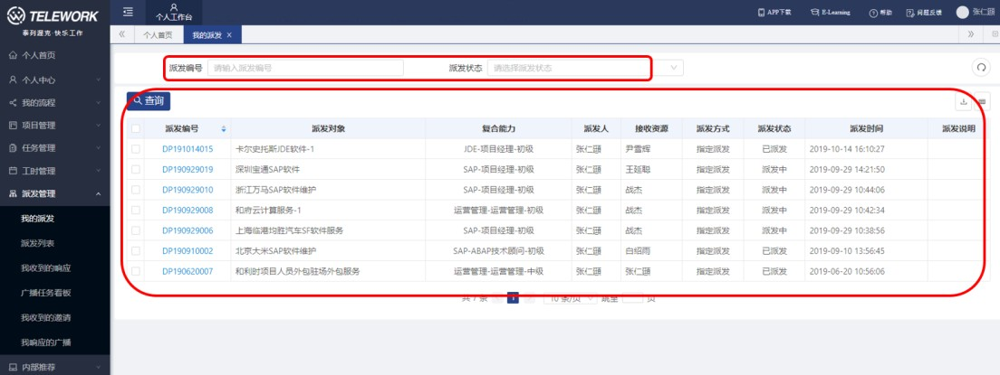 TELEWORK
泰列渥克·快乐工作
个人工作台
APP下载
E-Learning
帮助
问题反馈
张仁頤
个人首页
我的派发
个人首页
个人中心
我的流程
项目管理
任务管理
工时管理
派发管理
我的派发
派发列表
我收到的响应
广播任务看板
我收到的邀请
我响应的广播
内部推荐
派发编号 请输入派发编号 派发状态 请选择派发状态
查询
派发编号 派发对象 复合能力 派发人 接收资源 派发方式 派发状态 派发时间 派发说明
DP191014015 卡尔史托斯JDE软件-1 JDE-项目经理-初级 张仁頤 尹雪辉 指定派发 已派发 2019-10-14 16:10:27
DP190929019 深圳宝通SAP软件 SAP-项目经理-初级 张仁頤 王延聪 指定派发 派发中 2019-09-29 14:21:50
DP190929010 浙江万马SAP软件维护 SAP-项目经理-初级 张仁頤 战杰 指定派发 派发中 2019-09-29 10:44:06
DP190929008 和府云计算服务-1 运营管理-运营管理-初级 张仁頤 战杰 指定派发 派发中 2019-09-29 10:42:34
DP190929006 上海临港均胜汽车SF软件服务 SAP-项目经理-初级 张仁頤 战杰 指定派发 派发中 2019-09-29 10:38:56
DP190910002 北京大米SAP软件维护 SAP-ABAP技术顾问-初级 张仁頤 白绍雨 指定派发 已派发 2019-09-10 13:56:45
DP190620007 和利时项目人员外包驻场外包服务 运营管理-运营管理-中级 张仁頤 张仁頤 指定派发 已派发 2019-06-20 10:56:06
共 7 条 1 10 条/页 跳至 页